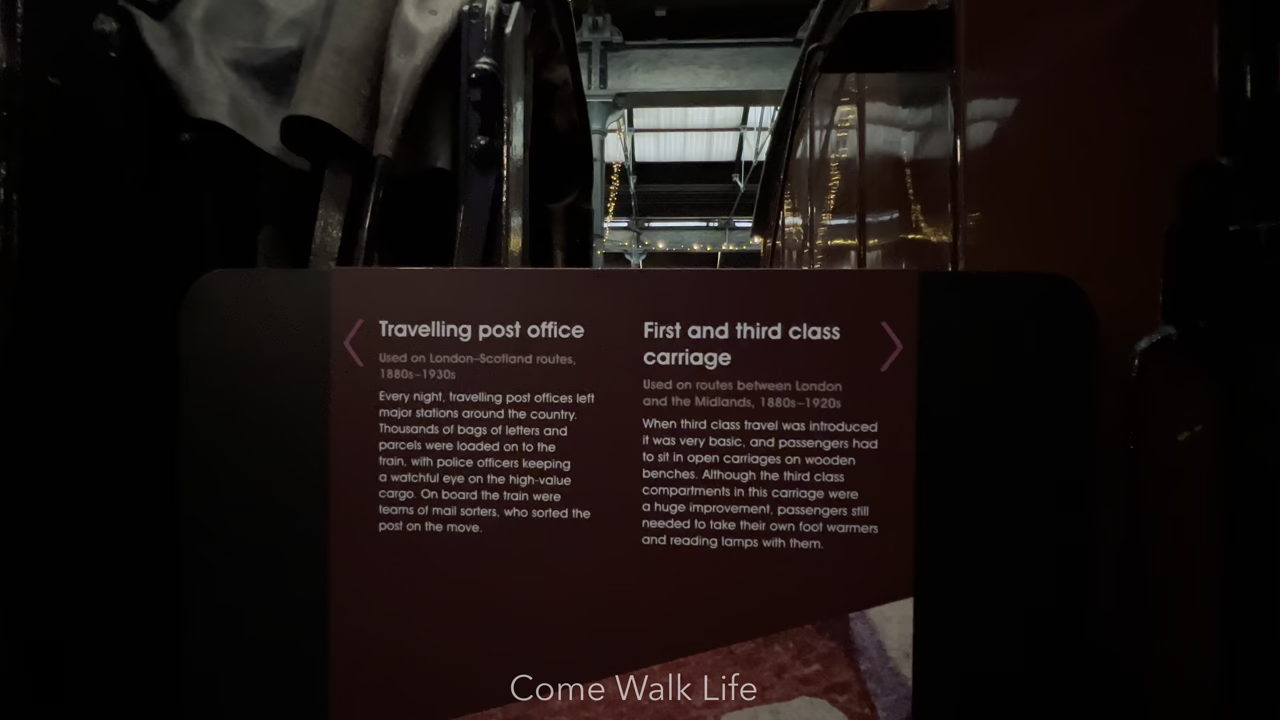 Travelling post office
Used on London–Scotland routes,
1880s–1930s
Every night, travelling post offices left
major stations around the country.
Thousands of bags of letters and
parcels were loaded on to the
train, with police officers keeping
a watchful eye on the high-value
cargo. On board the train were
teams of mail sorters, who sorted the
post on the move.
First and third class
carriage
Used on routes between London
and the Midlands, 1880s–1920s
When third class travel was introduced
it was very basic, and passengers had
to sit in open carriages on wooden
benches. Although the third class
compartments in this carriage were
a huge improvement, passengers still
needed to take their own foot warmers
and reading lamps with them.
Come Walk Life